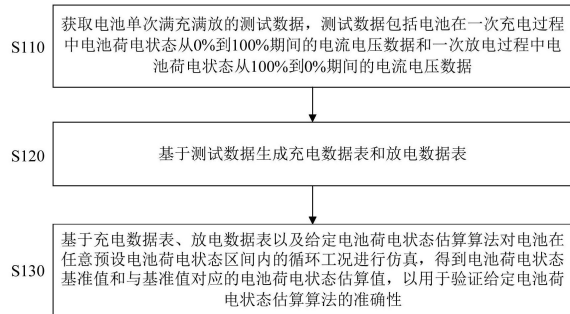 S110
获取电池单次满充满放的测试数据，测试数据包括电池在一次充电过程
中电池荷电状态从0%到100%期间的电流电压数据和一次放电过程中电
池荷电状态从100%到0%期间的电流电压数据
S120
基于测试数据生成充电数据表和放电数据表
S130
基于充电数据表、放电数据表以及给定电池荷电状态估算算法对电池在
任意预设电池荷电状态区间内的循环工况进行仿真，得到电池荷电状态
基准值和与基准值对应的电池荷电状态估算值，以用于验证给定电池荷
电状态估算算法的准确性